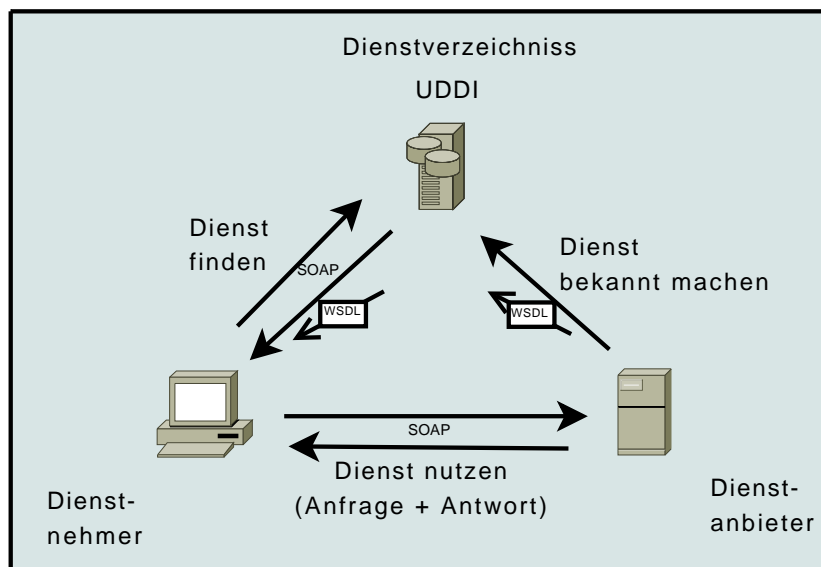 Dienstverzeichniss
UDDI
Dienst
finden
SOAP
Dienst
bekannt machen
WSDL
WSDL
SOAP
Dienst nutzen
(Anfrage + Antwort)
Dienst-
nehmer
Dienst-
anbieter